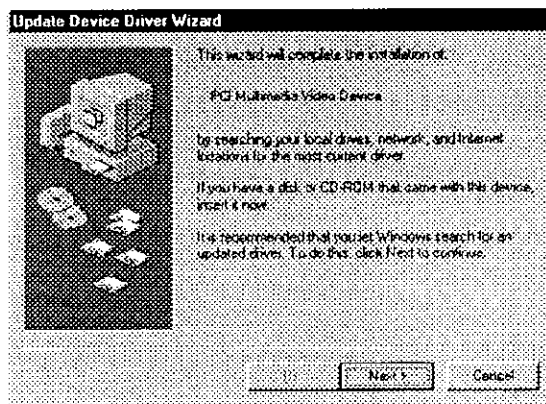 Update Device Driver Wizard
This wizard will complete the installation of:
PCI Multimedia Video Device
by searching your local drives, network, and Internet
locations for the most current driver.
If you have a disk or CD-ROM that came with this device,
insert it now.
It is recommended that you let Windows search for an
updated driver. To do this, click Next to continue.
Next >
Cancel